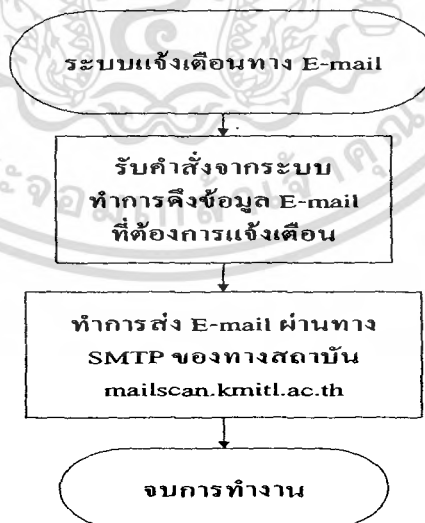 ระบบแจ้งเตือนทาง E-mail
รับคำสั่งจากระบบ
ทำการดึงข้อมูล E-mail
ที่ต้องการแจ้งเตือน
ทำการส่ง E-mail ผ่านทาง
SMTP ของทางสถาบัน
mailscan.kmitl.ac.th
จบการทำงาน